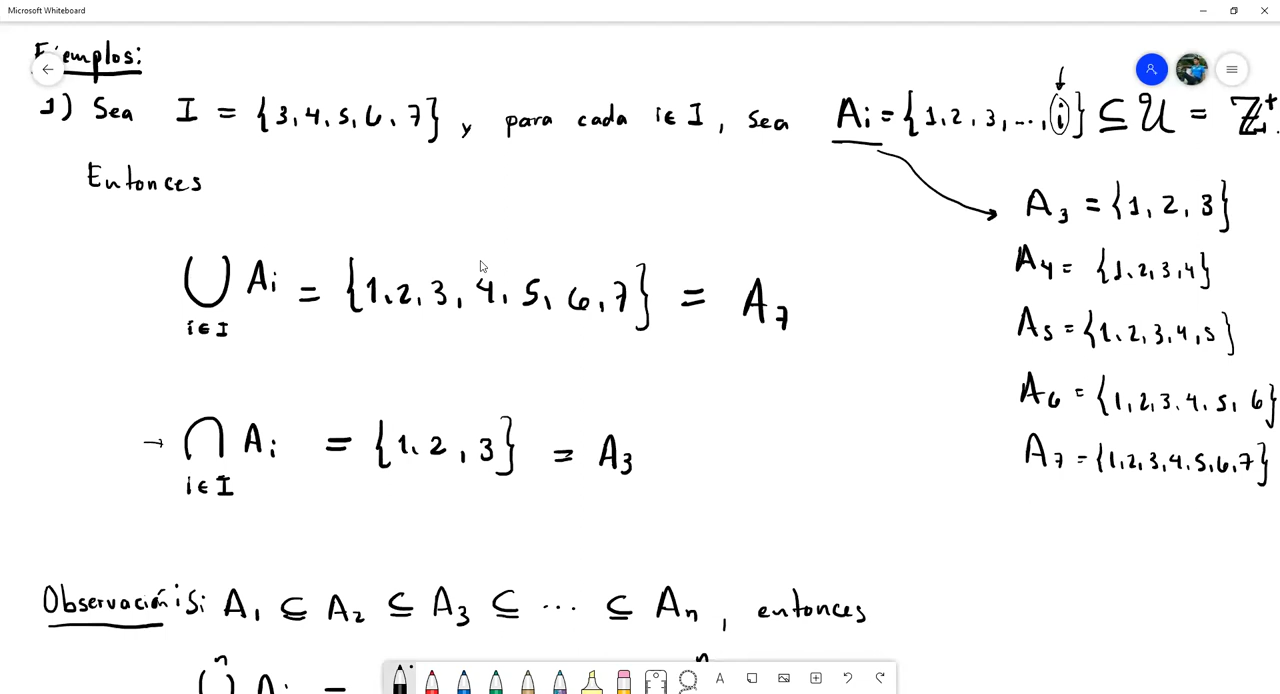 Microsoft Whiteboard
Ejemplos:
1) Sea I = {3,4,5,6,7} y para cada i∈I, sea Ai = {1,2,3,...,i} ⊆ U = ℤ⁺.
Entonces
A₃ = {1,2,3}
A₄ = {1,2,3,4}
⋃ Ai = {1,2,3,4,5,6,7} = A₇
i∈I
A₅ = {1,2,3,4,5}
A₆ = {1,2,3,4,5,6}
→ ⋂ Ai = {1,2,3} = A₃
i∈I
A₇ = {1,2,3,4,5,6,7}
Observación: Si A₁ ⊆ A₂ ⊆ A₃ ⊆ ... ⊆ Aₙ, entonces
n n
⋃ Ai =